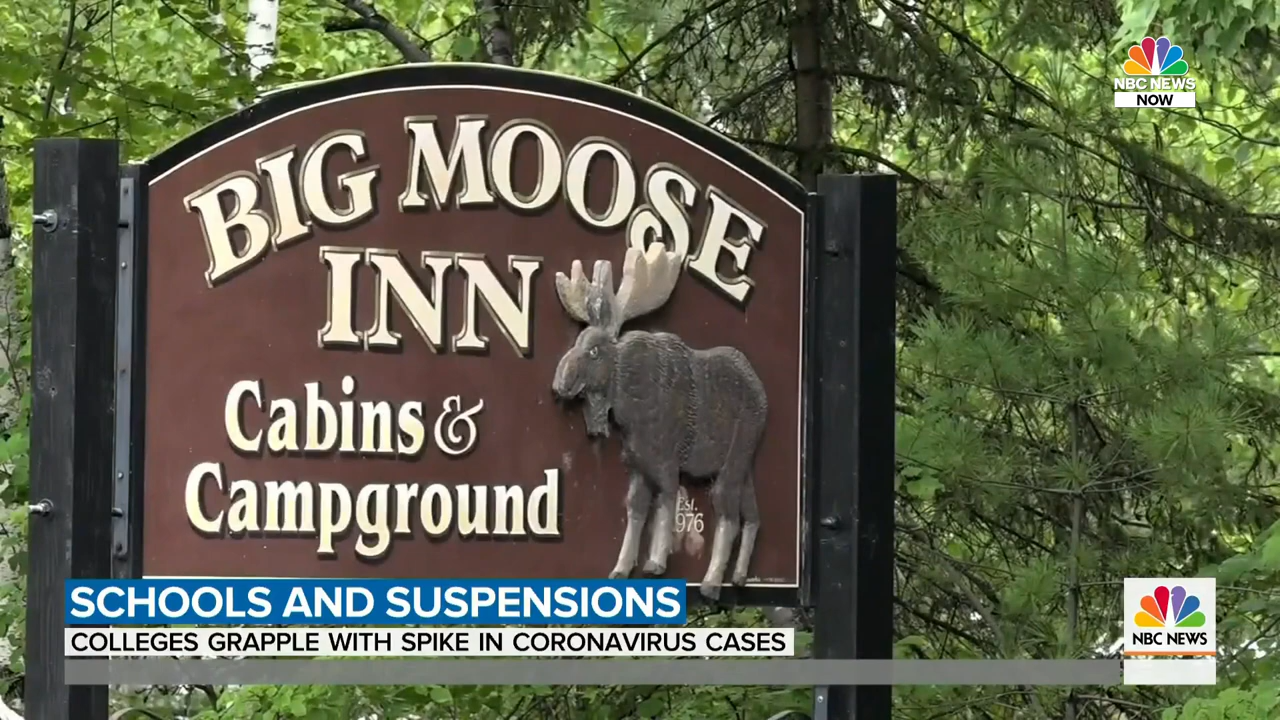 NBC NEWS
NOW
BIG MOOSE
INN
Cabins &
Campground
Est.
976
SCHOOLS AND SUSPENSIONS
COLLEGES GRAPPLE WITH SPIKE IN CORONAVIRUS CASES
NBC NEWS